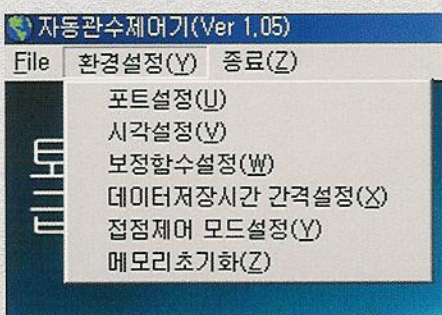 자동관수제어기(Ver 1,05)
File 환경설정(Y) 종료(Z)
포트설정(U)
시각설정(V)
보정함수설정(W)
데이터저장시간 간격설정(X)
접점제어 모드설정(Y)
메모리초기화(Z)